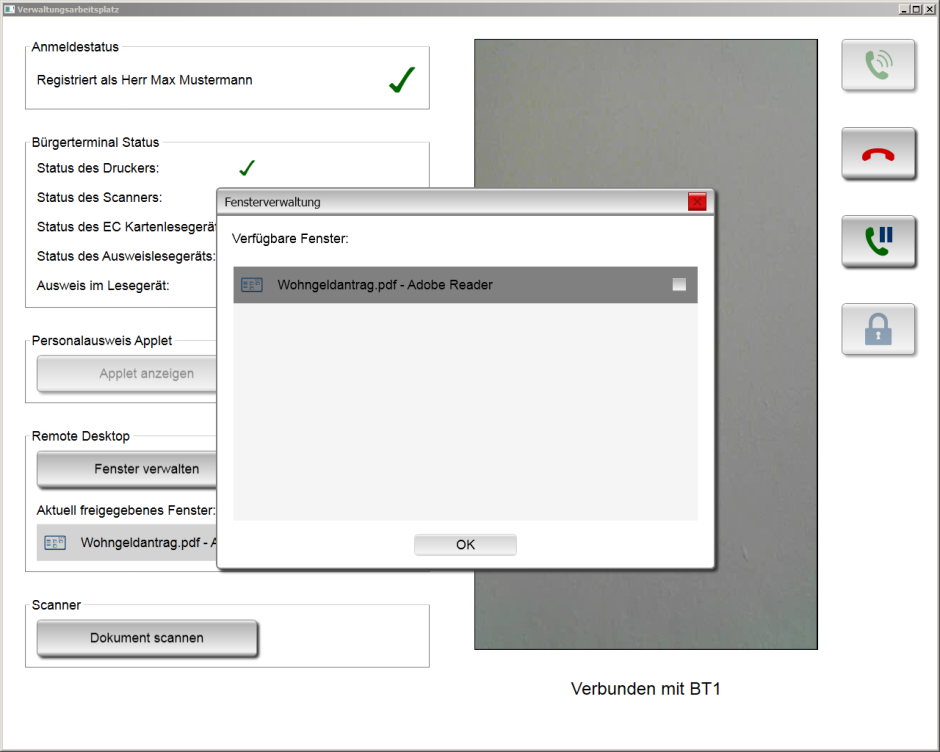 Verwaltungsarbeitsplatz
Anmeldestatus
Registriert als Herr Max Mustermann
Bürgerterminal Status
Status des Druckers:
Status des Scanners:
Status des EC Kartenlesegerät
Status des Ausweislesegeräts:
Ausweis im Lesegerät:
Personalausweis Applet
Applet anzeigen
Remote Desktop
Fenster verwalten
Aktuell freigegebenes Fenster:
Wohngeldantrag.pdf - A
Scanner
Dokument scannen
Fensterverwaltung
Verfügbare Fenster:
Wohngeldantrag.pdf - Adobe Reader
OK
Verbunden mit BT1